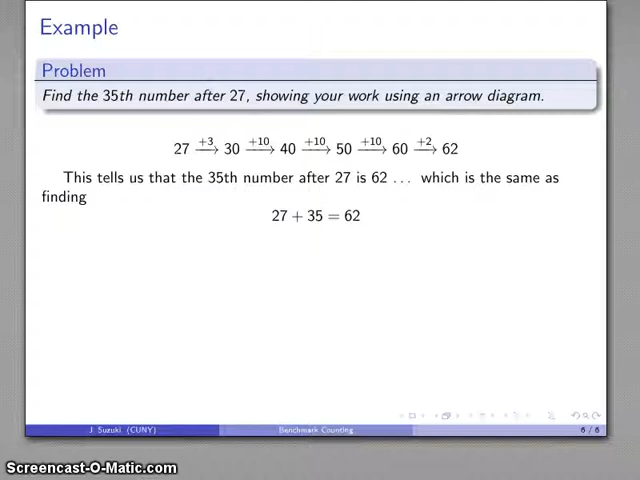 Example
Problem
Find the 35th number after 27, showing your work using an arrow diagram.
27 +3 → 30 +10 → 40 +10 → 50 +10 → 60 +2 → 62
This tells us that the 35th number after 27 is 62 ... which is the same as
finding
27 + 35 = 62
J. Suzuki (CUNY) Benchmark Counting 6 / 6
Screencast-O-Matic.com